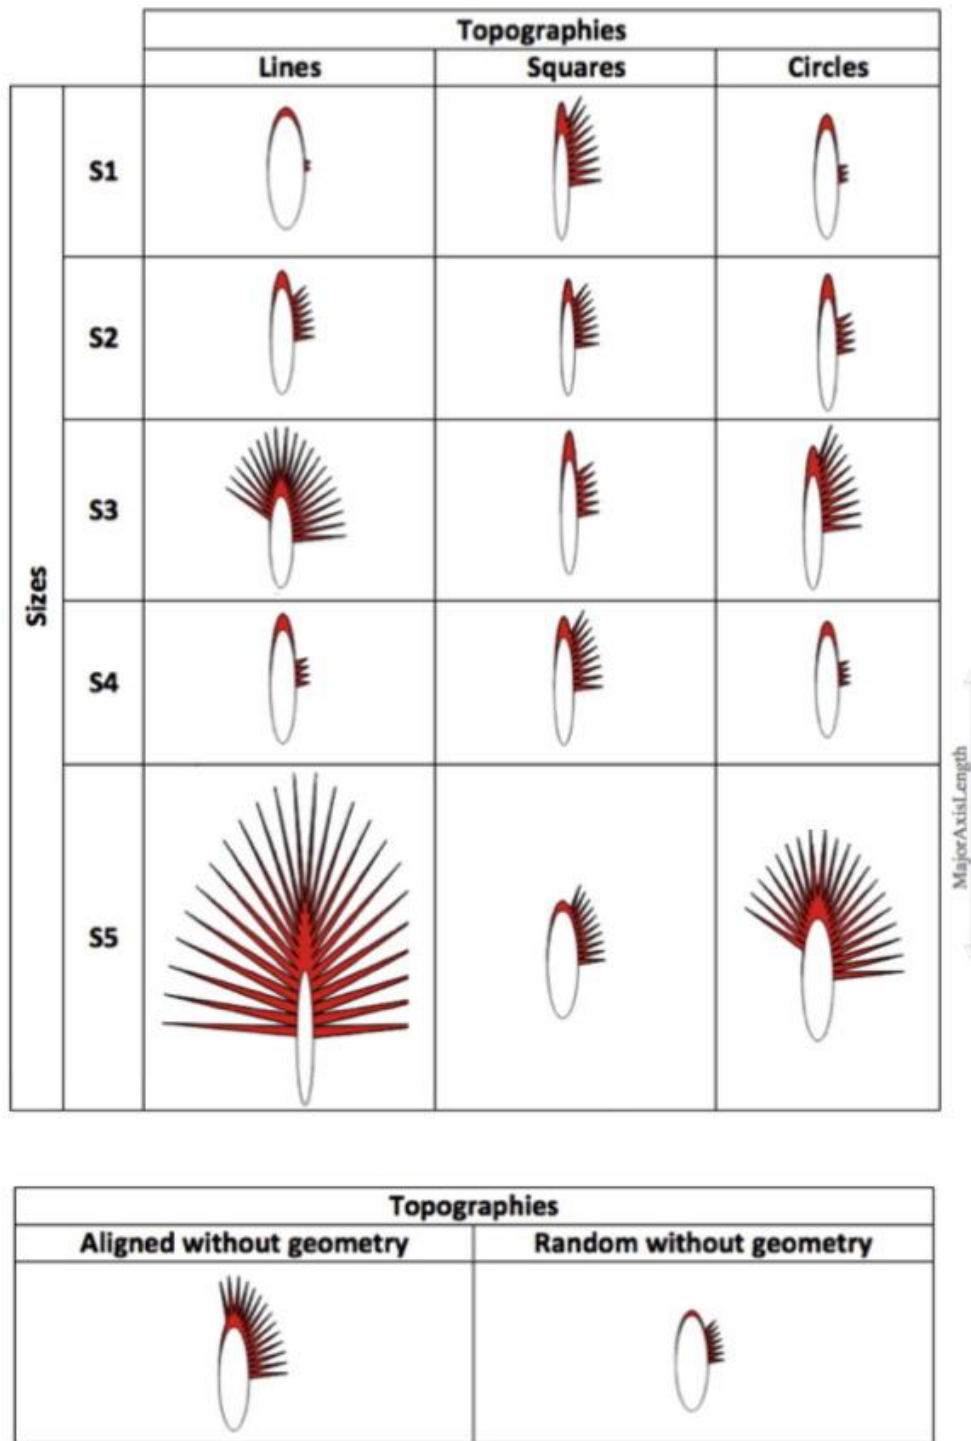 Topographies
Lines Squares Circles
Sizes
S1
S2
S3
S4
S5
MajorAxisLength
Topographies
Aligned without geometry Random without geometry